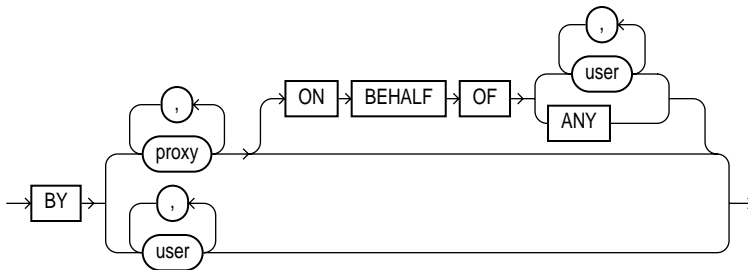 ,
user
ON BEHALF OF
ANY
,
proxy
BY
,
user